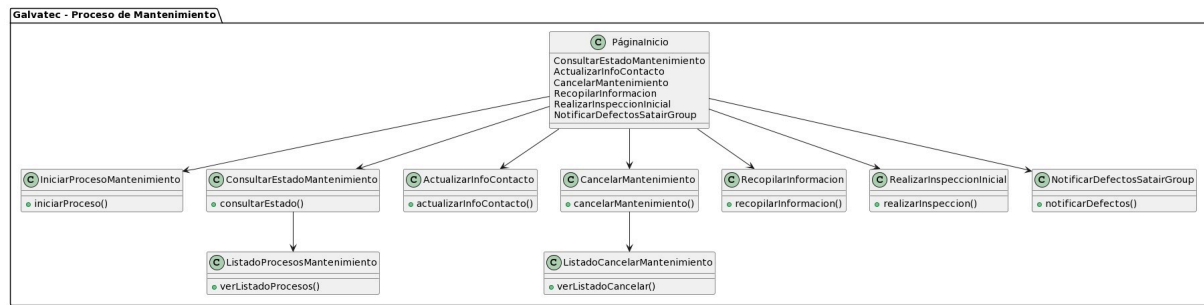 Galvatec - Proceso de Mantenimiento
C PáginaInicio
ConsultarEstadoMantenimiento
ActualizarInfoContacto
CancelarMantenimiento
RecopilarInformacion
RealizarInspeccionInicial
NotificarDefectosSatairGroup
C IniciarProcesoMantenimiento
iniciarProceso()
C ConsultarEstadoMantenimiento
consultarEstado()
C ActualizarInfoContacto
actualizarInfoContacto()
C CancelarMantenimiento
cancelarMantenimiento()
C RecopilarInformacion
recopilarInformacion()
C RealizarInspeccionInicial
realizarInspeccion()
C NotificarDefectosSatairGroup
notificarDefectos()
C ListadoProcesosMantenimiento
verListadoProcesos()
C ListadoCancelarMantenimiento
verListadoCancelar()